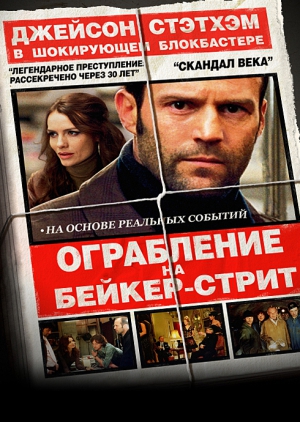 ДЖЕЙСОН СТЭТХЭМ
В ШОКИРУЮЩЕМ БЛОКБАСТЕРЕ
"ЛЕГЕНДАРНОЕ ПРЕСТУПЛЕНИЕ
РАССЕКРЕЧЕНО ЧЕРЕЗ 30 ЛЕТ"
"СКАНДАЛ ВЕКА"
• НА ОСНОВЕ РЕАЛЬНЫХ СОБЫТИЙ
ОГРАБЛЕНИЕ
НА
БЕЙКЕР-СТРИТ